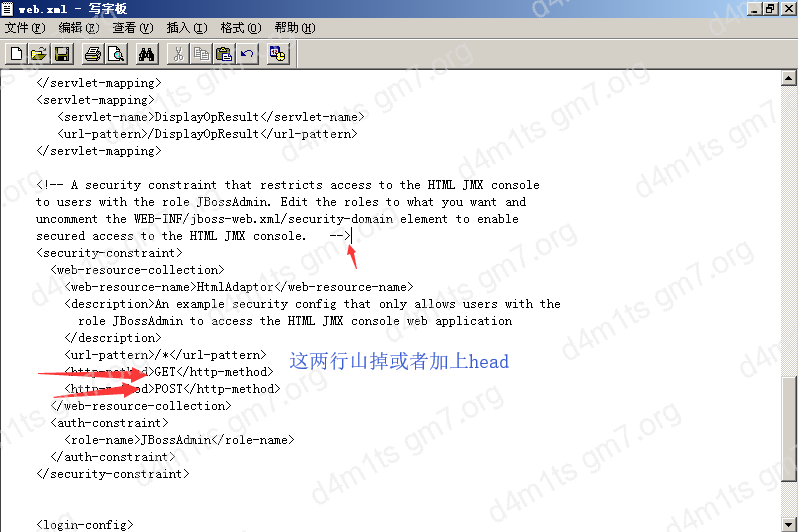 web.xml - 写字板
文件(F) 编辑(E) 查看(V) 插入(I) 格式(O) 帮助(H)
</servlet-mapping>
<servlet-mapping>
<servlet-name>DisplayOpResult</servlet-name>
<url-pattern>/DisplayOpResult</url-pattern>
</servlet-mapping>
<!-- A security constraint that restricts access to the HTML JMX console
to users with the role JBossAdmin. Edit the roles to what you want and
uncomment the WEB-INF/jboss-web.xml/security-domain element to enable
secured access to the HTML JMX console. -->
<security-constraint>
<web-resource-collection>
<web-resource-name>HtmlAdaptor</web-resource-name>
<description>An example security config that only allows users with the
role JBossAdmin to access the HTML JMX console web application
</description>
<url-pattern>/*</url-pattern>
这两行山掉或者加上head
<http-method>GET</http-method>
<http-method>POST</http-method>
</web-resource-collection>
<auth-constraint>
<role-name>JBossAdmin</role-name>
</auth-constraint>
</security-constraint>
<login-config>
d4m1ts gm7.org